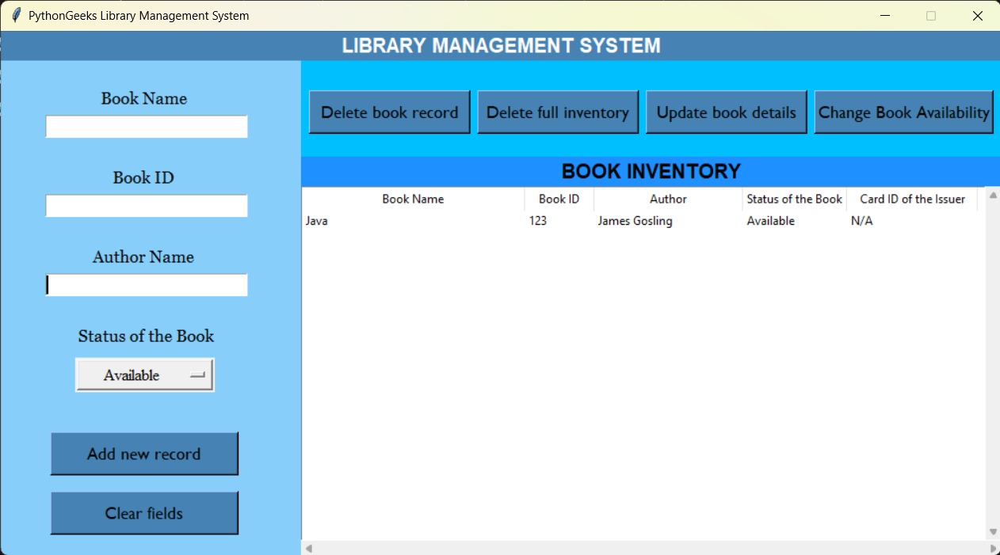 PythonGeeks Library Management System
LIBRARY MANAGEMENT SYSTEM
Book Name
Book ID
Author Name
Status of the Book
Available
Add new record
Clear fields
Delete book record Delete full inventory Update book details Change Book Availability
BOOK INVENTORY
Book Name Book ID Author Status of the Book Card ID of the Issuer
Java 123 James Gosling Available N/A